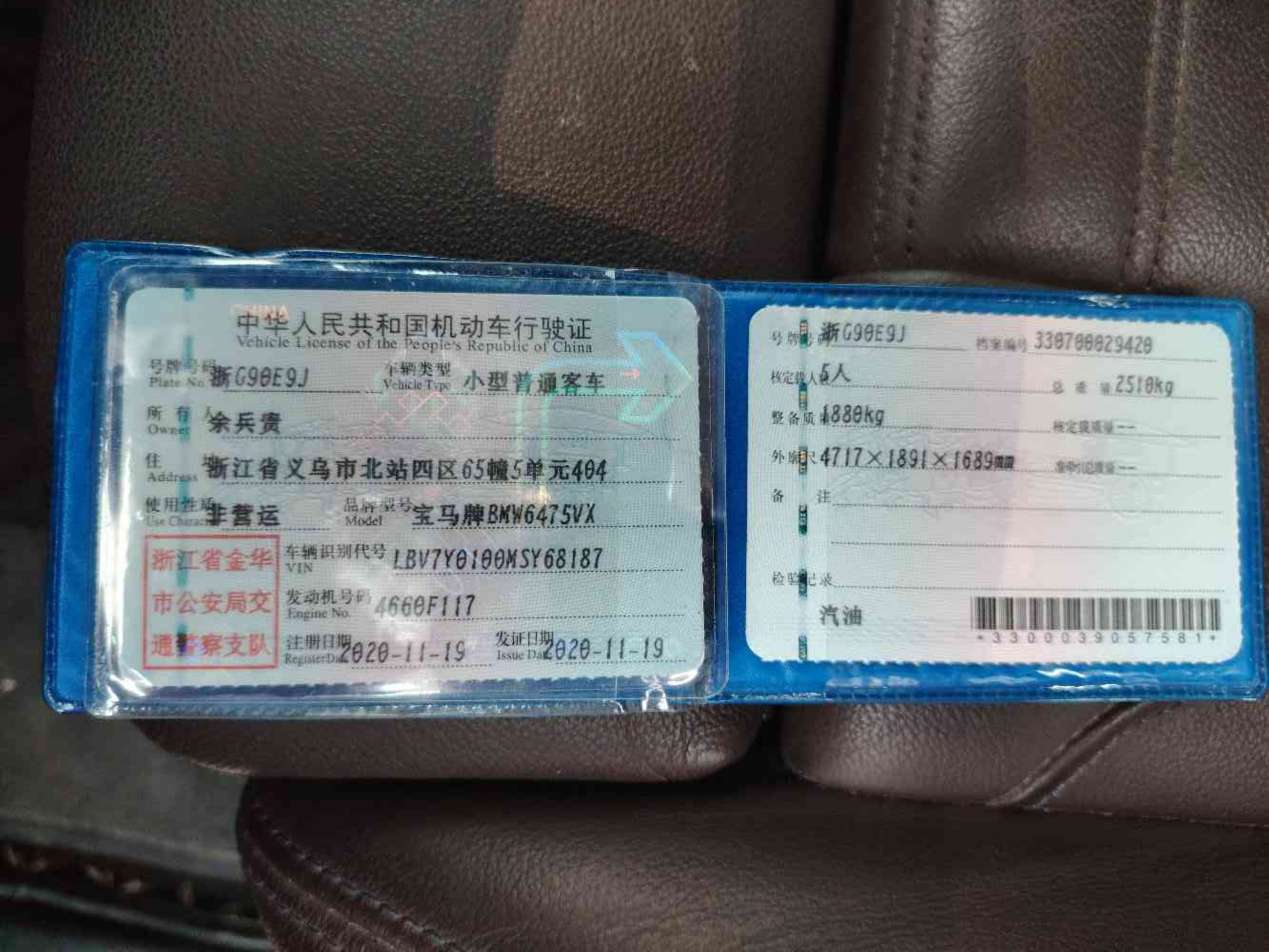 CHINA
中华人民共和国机动车行驶证
Vehicle License of the People's Republic of China
号牌号码 浙G90E9J 车辆类型 小型普通客车
Plate No. Vehicle Type
所有人 余兵贵
Owner
住址 浙江省义乌市北站四区65幢5单元404
Address
使用性质 非营运 品牌型号 宝马牌BMW6475VX
Use Character Model
浙江省金华
市公安局交
通警察支队
车辆识别代号 LBV7Y0100MSY68187
VIN
发动机号码 4660F117
Engine No.
注册日期 2020-11-19 发证日期 2020-11-19
Register Date Issue Date
号牌号码 浙G90E9J 档案编号 330700029420
核定载人数 5人 总质量 2510kg
整备质量 1880kg 核定载质量 --
外廓尺寸 4717×1891×1689mm 准牵引总质量 --
备注
检验记录
汽油
*3300039057581*